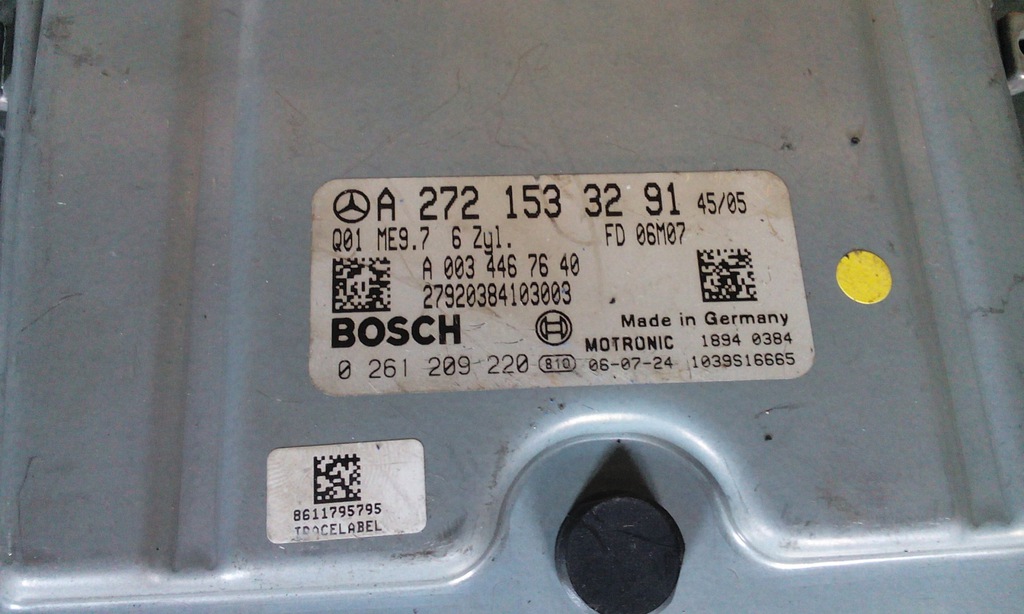 A 272 153 32 91 45/05
Q01 ME9.7 6 Zyl. FD 06M07
A 003 446 76 40
27920384103003
BOSCH
Made in Germany
MOTRONIC 1894 0384
0 261 209 220 810 06-07-24 1039S16665
8611795795
TRACELABEL